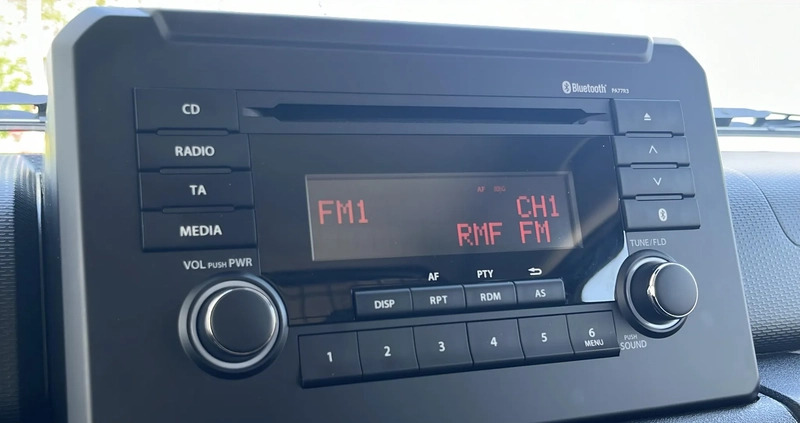 Bluetooth PA77R3
CD
RADIO
TA
MEDIA
AF REG
FM1 CH1
RMF FM
VOL PUSH PWR
TUNE/FLD
AF PTY
DISP RPT RDM AS
1 2 3 4 5 6
MENU
PUSH
SOUND